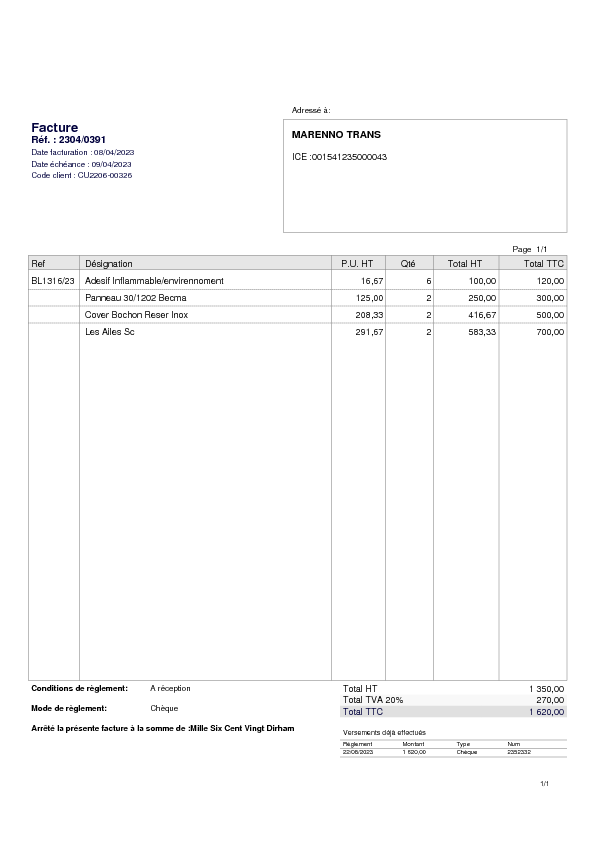 Adressé à:
Facture
Réf. : 2304/0391
Date facturation : 08/04/2023
Date échéance : 09/04/2023
Code client : CU2206-00326
MARENNO TRANS
ICE :001541235000043
Page 1/1
Ref Désignation P.U. HT Qté Total HT Total TTC
BL1316/23 Adesif Inflammable/envirennoment 16,67 6 100,00 120,00
Panneau 30/1202 Becma 125,00 2 250,00 300,00
Cover Bochon Reser Inox 208,33 2 416,67 500,00
Les Ailes Sc 291,67 2 583,33 700,00
Conditions de règlement: A réception
Mode de règlement: Chèque
Arrêté la présente facture à la somme de :Mille Six Cent Vingt Dirham
Total HT 1 350,00
Total TVA 20% 270,00
Total TTC 1 620,00
Versements déjà effectués
Règlement Montant Type Num
22/08/2023 1 620,00 Chèque 2352332
1/1